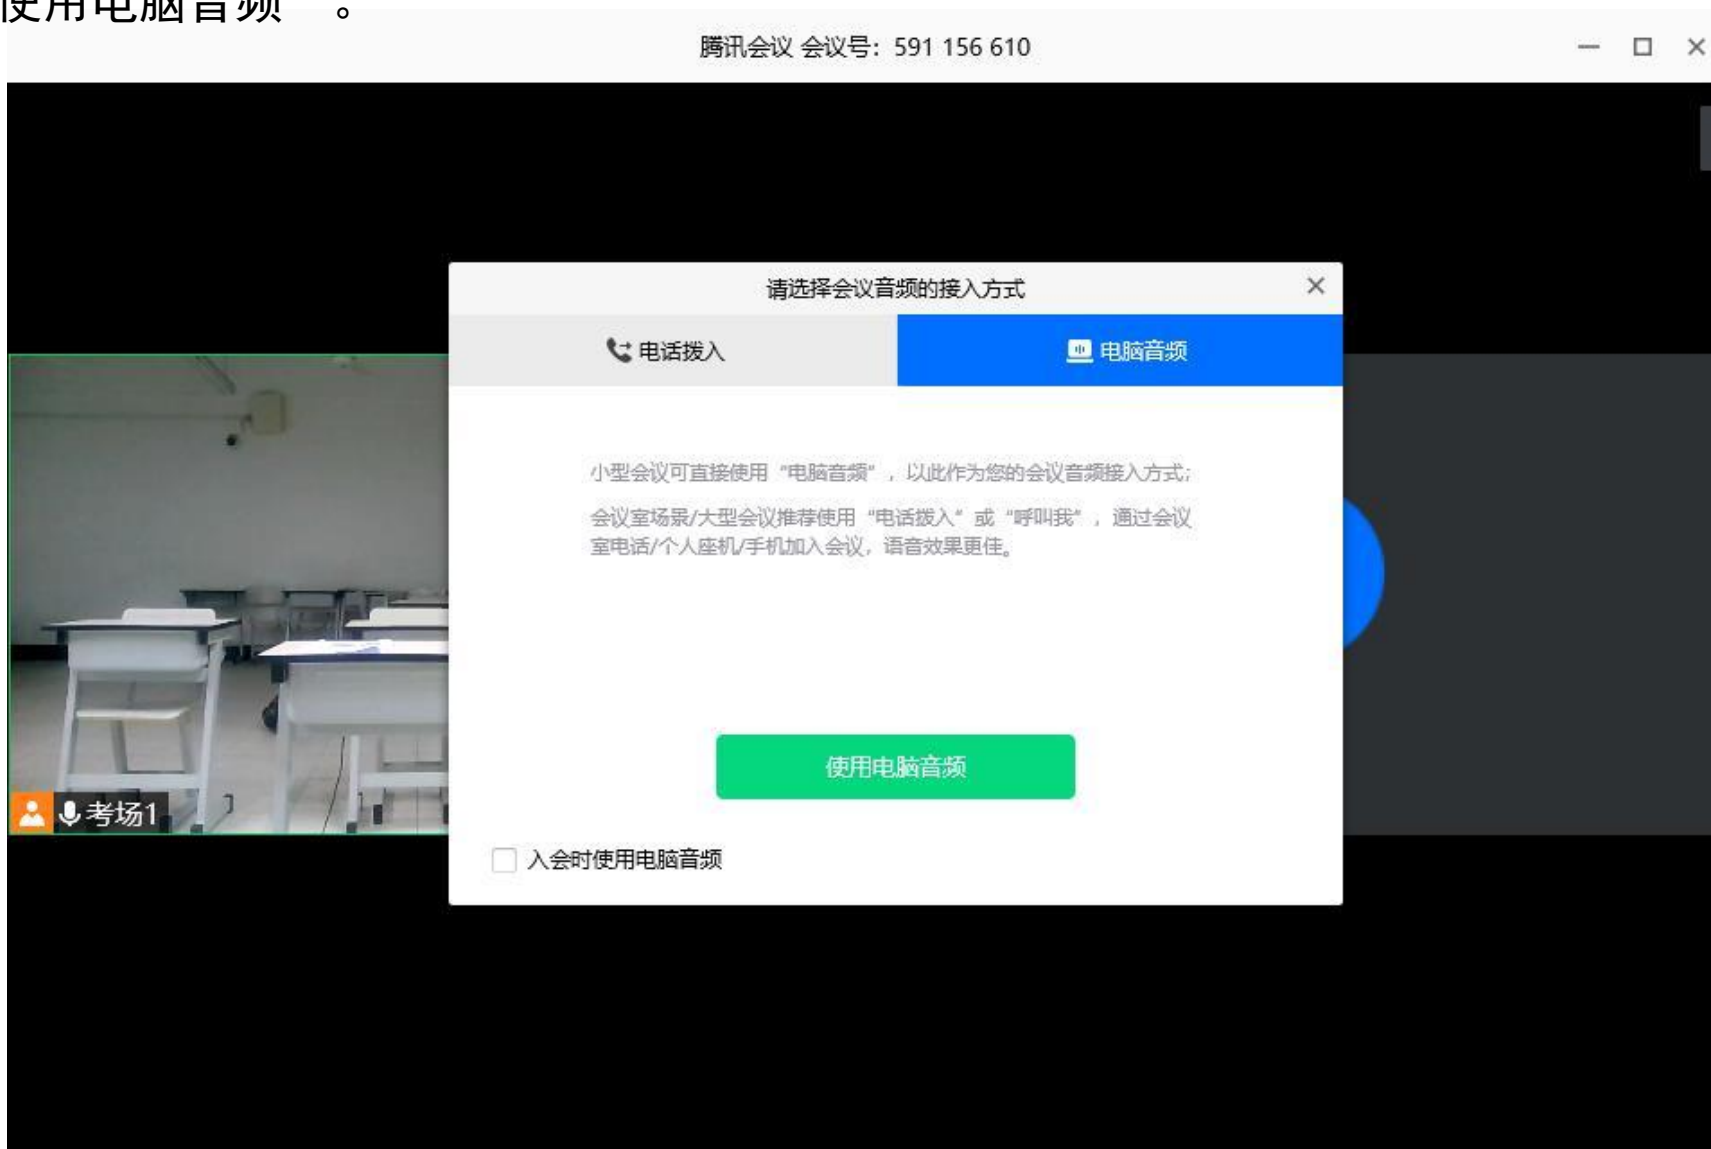 使用电脑音频 。
腾讯会议 会议号：591 156 610
请选择会议音频的接入方式
电话拨入
电脑音频
小型会议可直接使用“电脑音频”，以此作为您的会议音频接入方式;
会议室场景/大型会议推荐使用“电话拨入”或“呼叫我”，通过会议
室电话/个人座机/手机加入会议，语音效果更佳。
使用电脑音频
入会时使用电脑音频
考场1